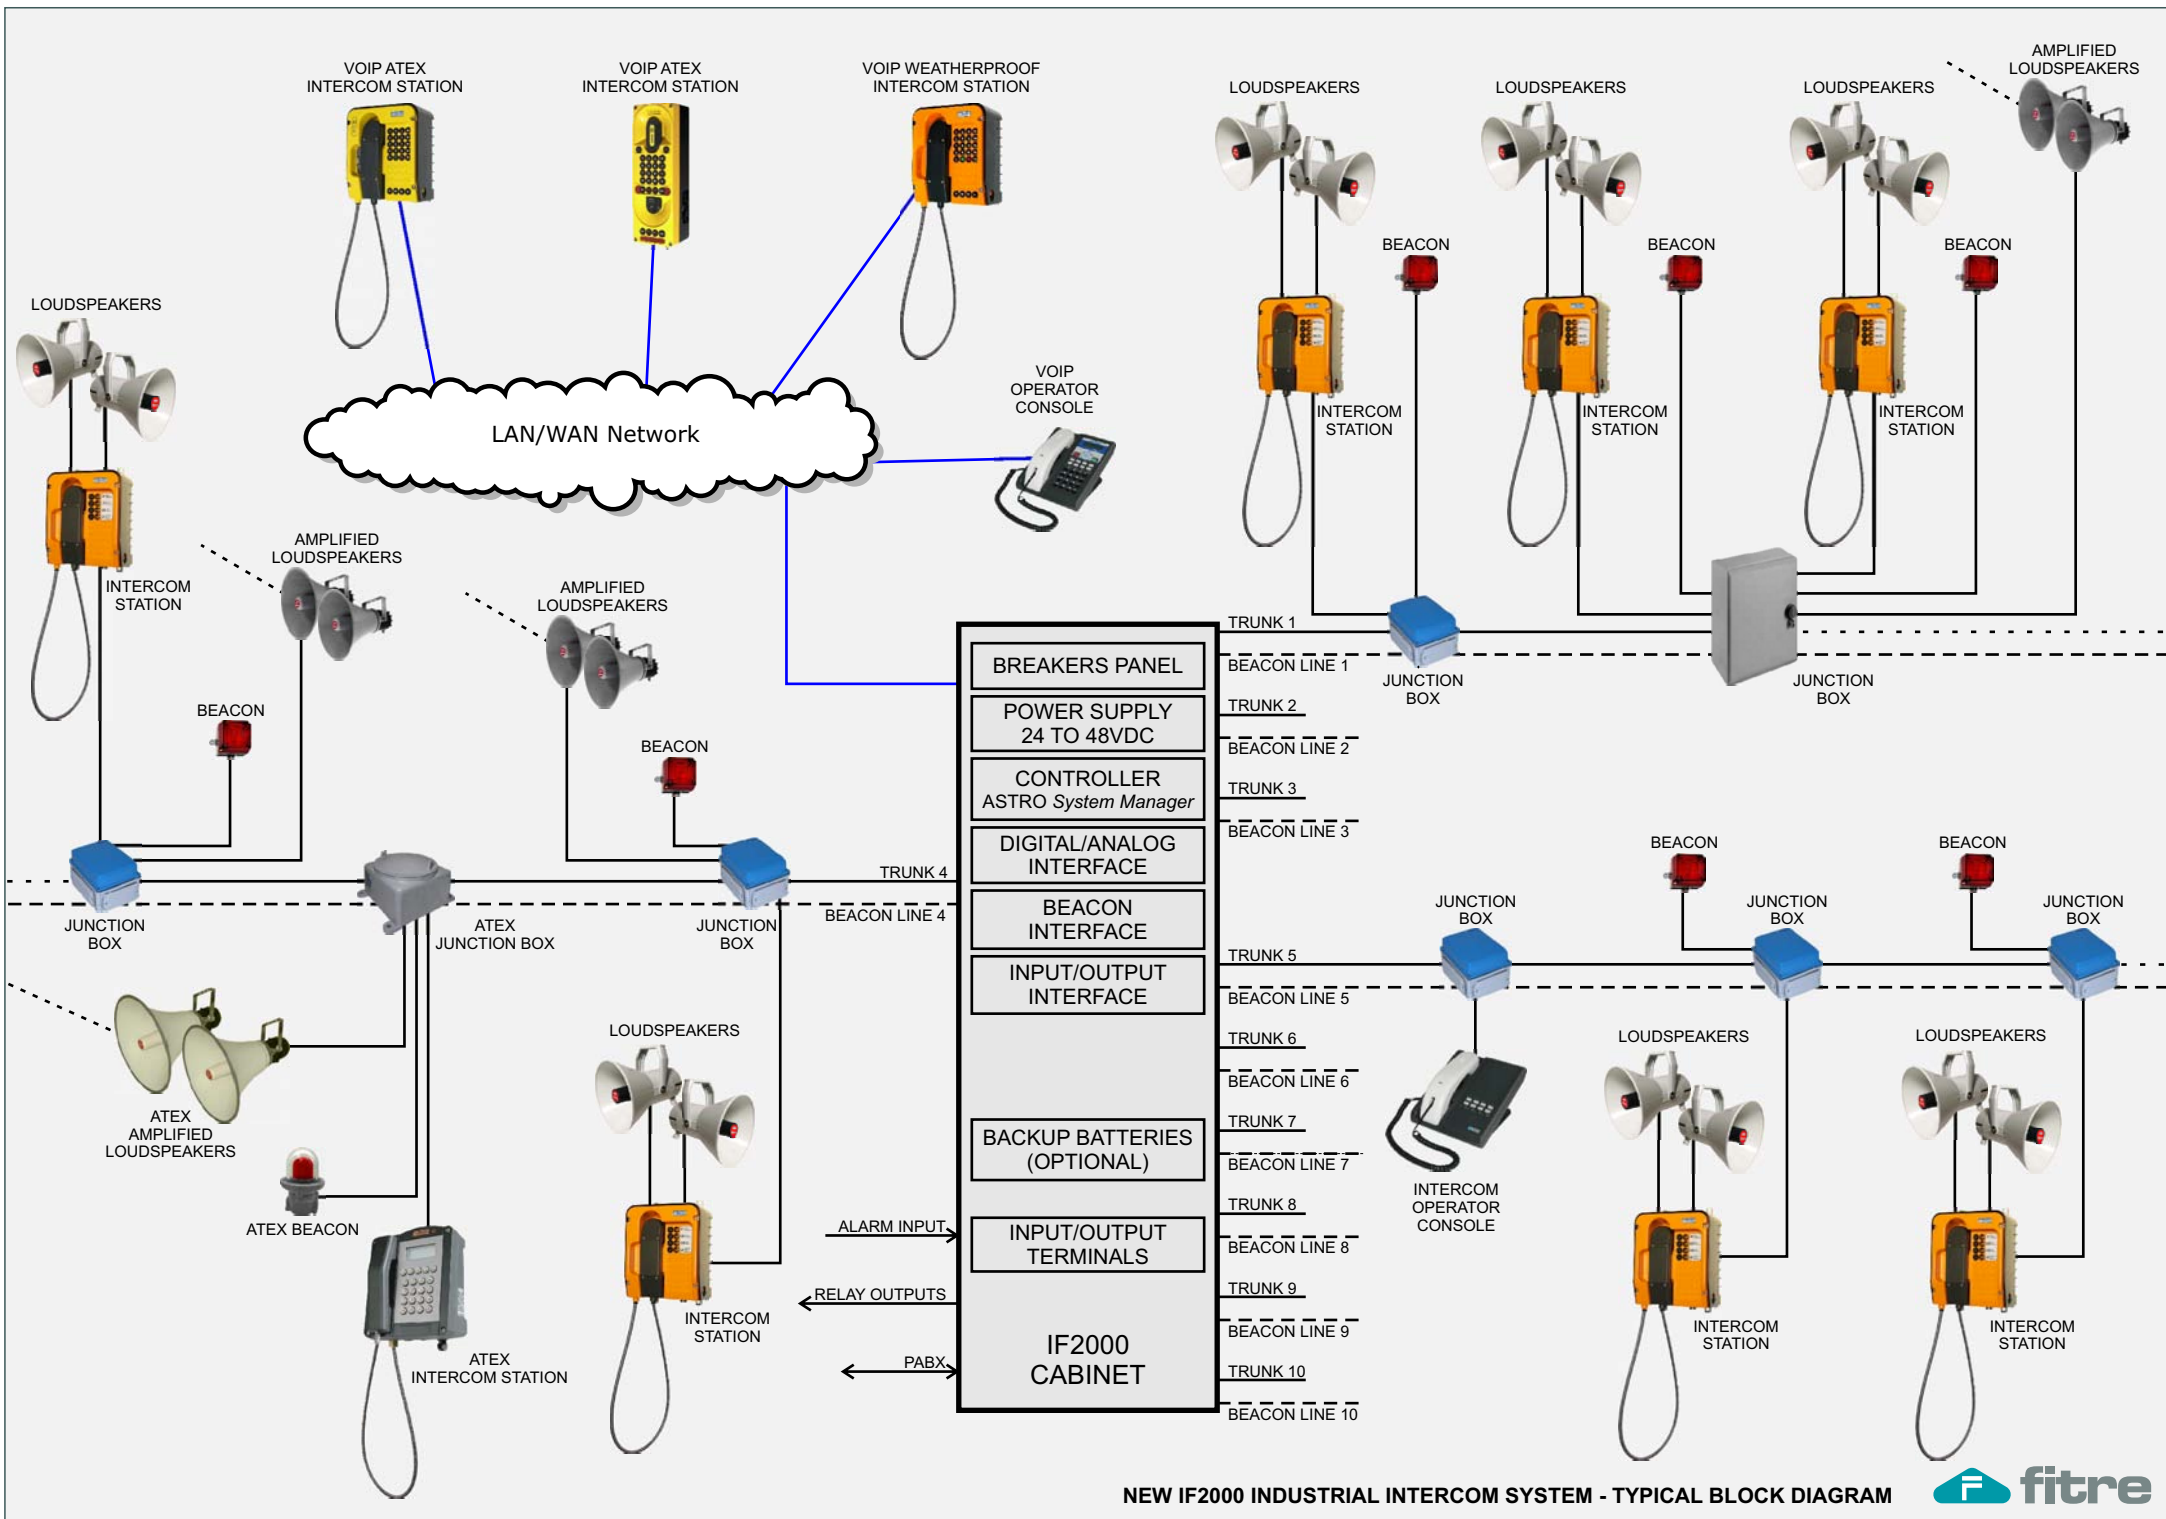 VOIP ATEX
INTERCOM STATION
VOIP ATEX
INTERCOM STATION
VOIP WEATHERPROOF
INTERCOM STATION
LOUDSPEAKERS
LOUDSPEAKERS
LOUDSPEAKERS
AMPLIFIED
LOUDSPEAKERS
BEACON
BEACON
BEACON
LOUDSPEAKERS
VOIP
OPERATOR
CONSOLE
INTERCOM
STATION
INTERCOM
STATION
INTERCOM
STATION
LAN/WAN Network
AMPLIFIED
LOUDSPEAKERS
INTERCOM
STATION
AMPLIFIED
LOUDSPEAKERS
BEACON
BEACON
TRUNK 1
BEACON LINE 1
JUNCTION
BOX
JUNCTION
BOX
BREAKERS PANEL
POWER SUPPLY
24 TO 48VDC
CONTROLLER
ASTRO System Manager
DIGITAL/ANALOG
INTERFACE
BEACON
INTERFACE
INPUT/OUTPUT
INTERFACE
BACKUP BATTERIES
(OPTIONAL)
INPUT/OUTPUT
TERMINALS
IF2000
CABINET
TRUNK 2
BEACON LINE 2
TRUNK 3
BEACON LINE 3
TRUNK 4
BEACON LINE 4
JUNCTION
BOX
ATEX
JUNCTION BOX
JUNCTION
BOX
BEACON
BEACON
JUNCTION
BOX
JUNCTION
BOX
JUNCTION
BOX
TRUNK 5
BEACON LINE 5
TRUNK 6
BEACON LINE 6
TRUNK 7
BEACON LINE 7
TRUNK 8
BEACON LINE 8
TRUNK 9
BEACON LINE 9
TRUNK 10
BEACON LINE 10
LOUDSPEAKERS
LOUDSPEAKERS
LOUDSPEAKERS
ATEX
AMPLIFIED
LOUDSPEAKERS
ATEX BEACON
ATEX
INTERCOM STATION
INTERCOM
STATION
ALARM INPUT
RELAY OUTPUTS
PABX
INTERCOM
OPERATOR
CONSOLE
INTERCOM
STATION
INTERCOM
STATION
NEW IF2000 INDUSTRIAL INTERCOM SYSTEM - TYPICAL BLOCK DIAGRAM
F fitre